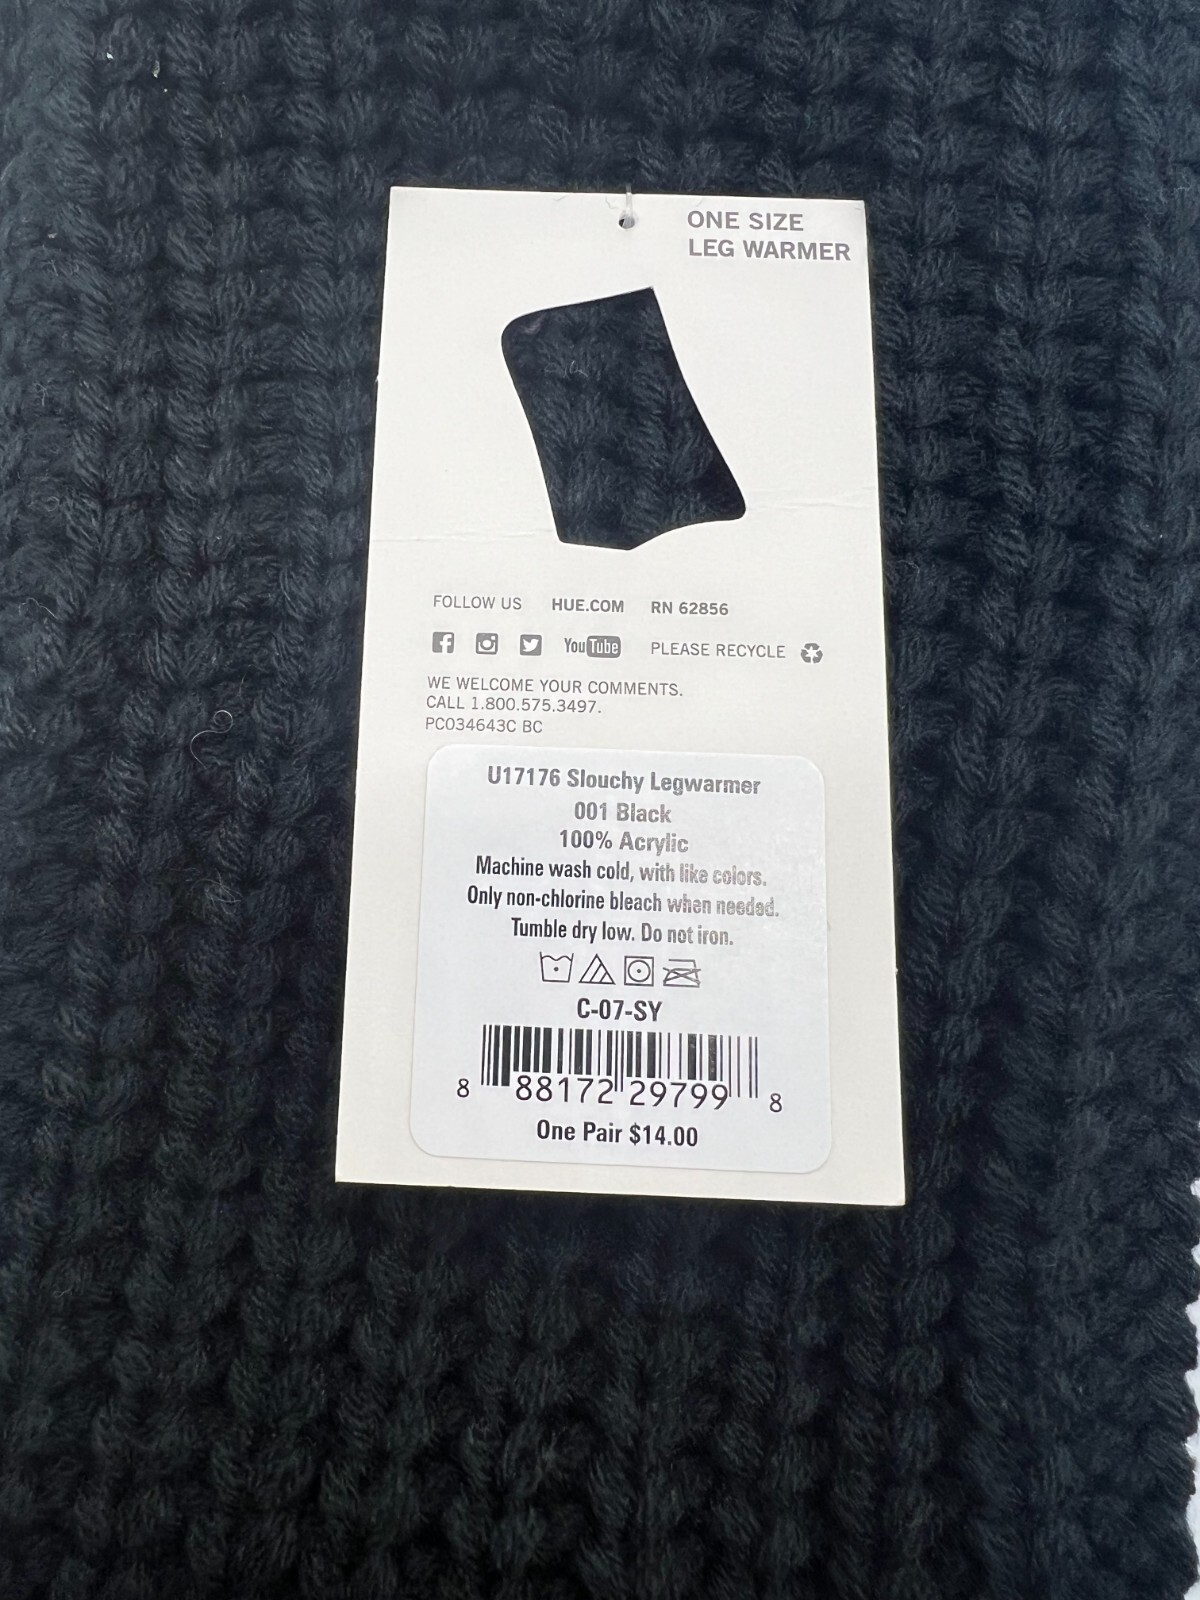 ONE SIZE
LEG WARMER
FOLLOW US HUE.COM RN 62856
YouTube PLEASE RECYCLE
WE WELCOME YOUR COMMENTS.
CALL 1.800.575.3497.
PC034643C BC
U17176 Slouchy Legwarmer
001 Black
100% Acrylic
Machine wash cold, with like colors.
Only non-chlorine bleach when needed.
Tumble dry low. Do not iron.
C-07-SY
8 88172 29799 8
One Pair $14.00